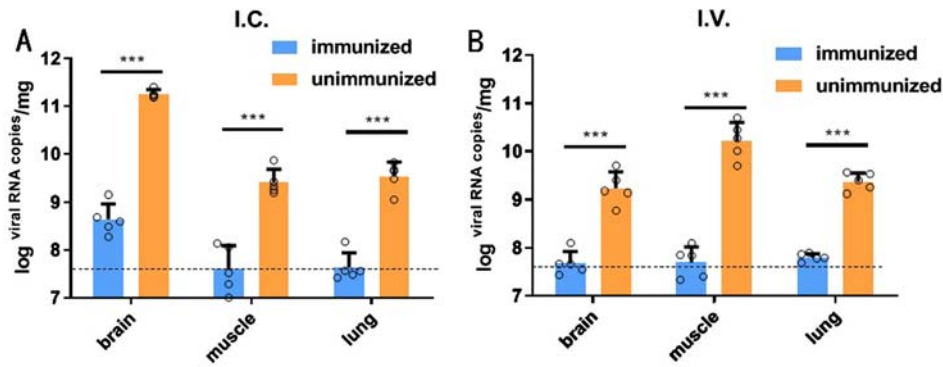 A
I.C.
immunized
unimmunized
log viral RNA copies/mg
12
11
10
9
8
7
***
***
***
brain
muscle
lung
B
I.V.
immunized
unimmunized
log viral RNA copies/mg
12
11
10
9
8
7
***
***
***
brain
muscle
lung